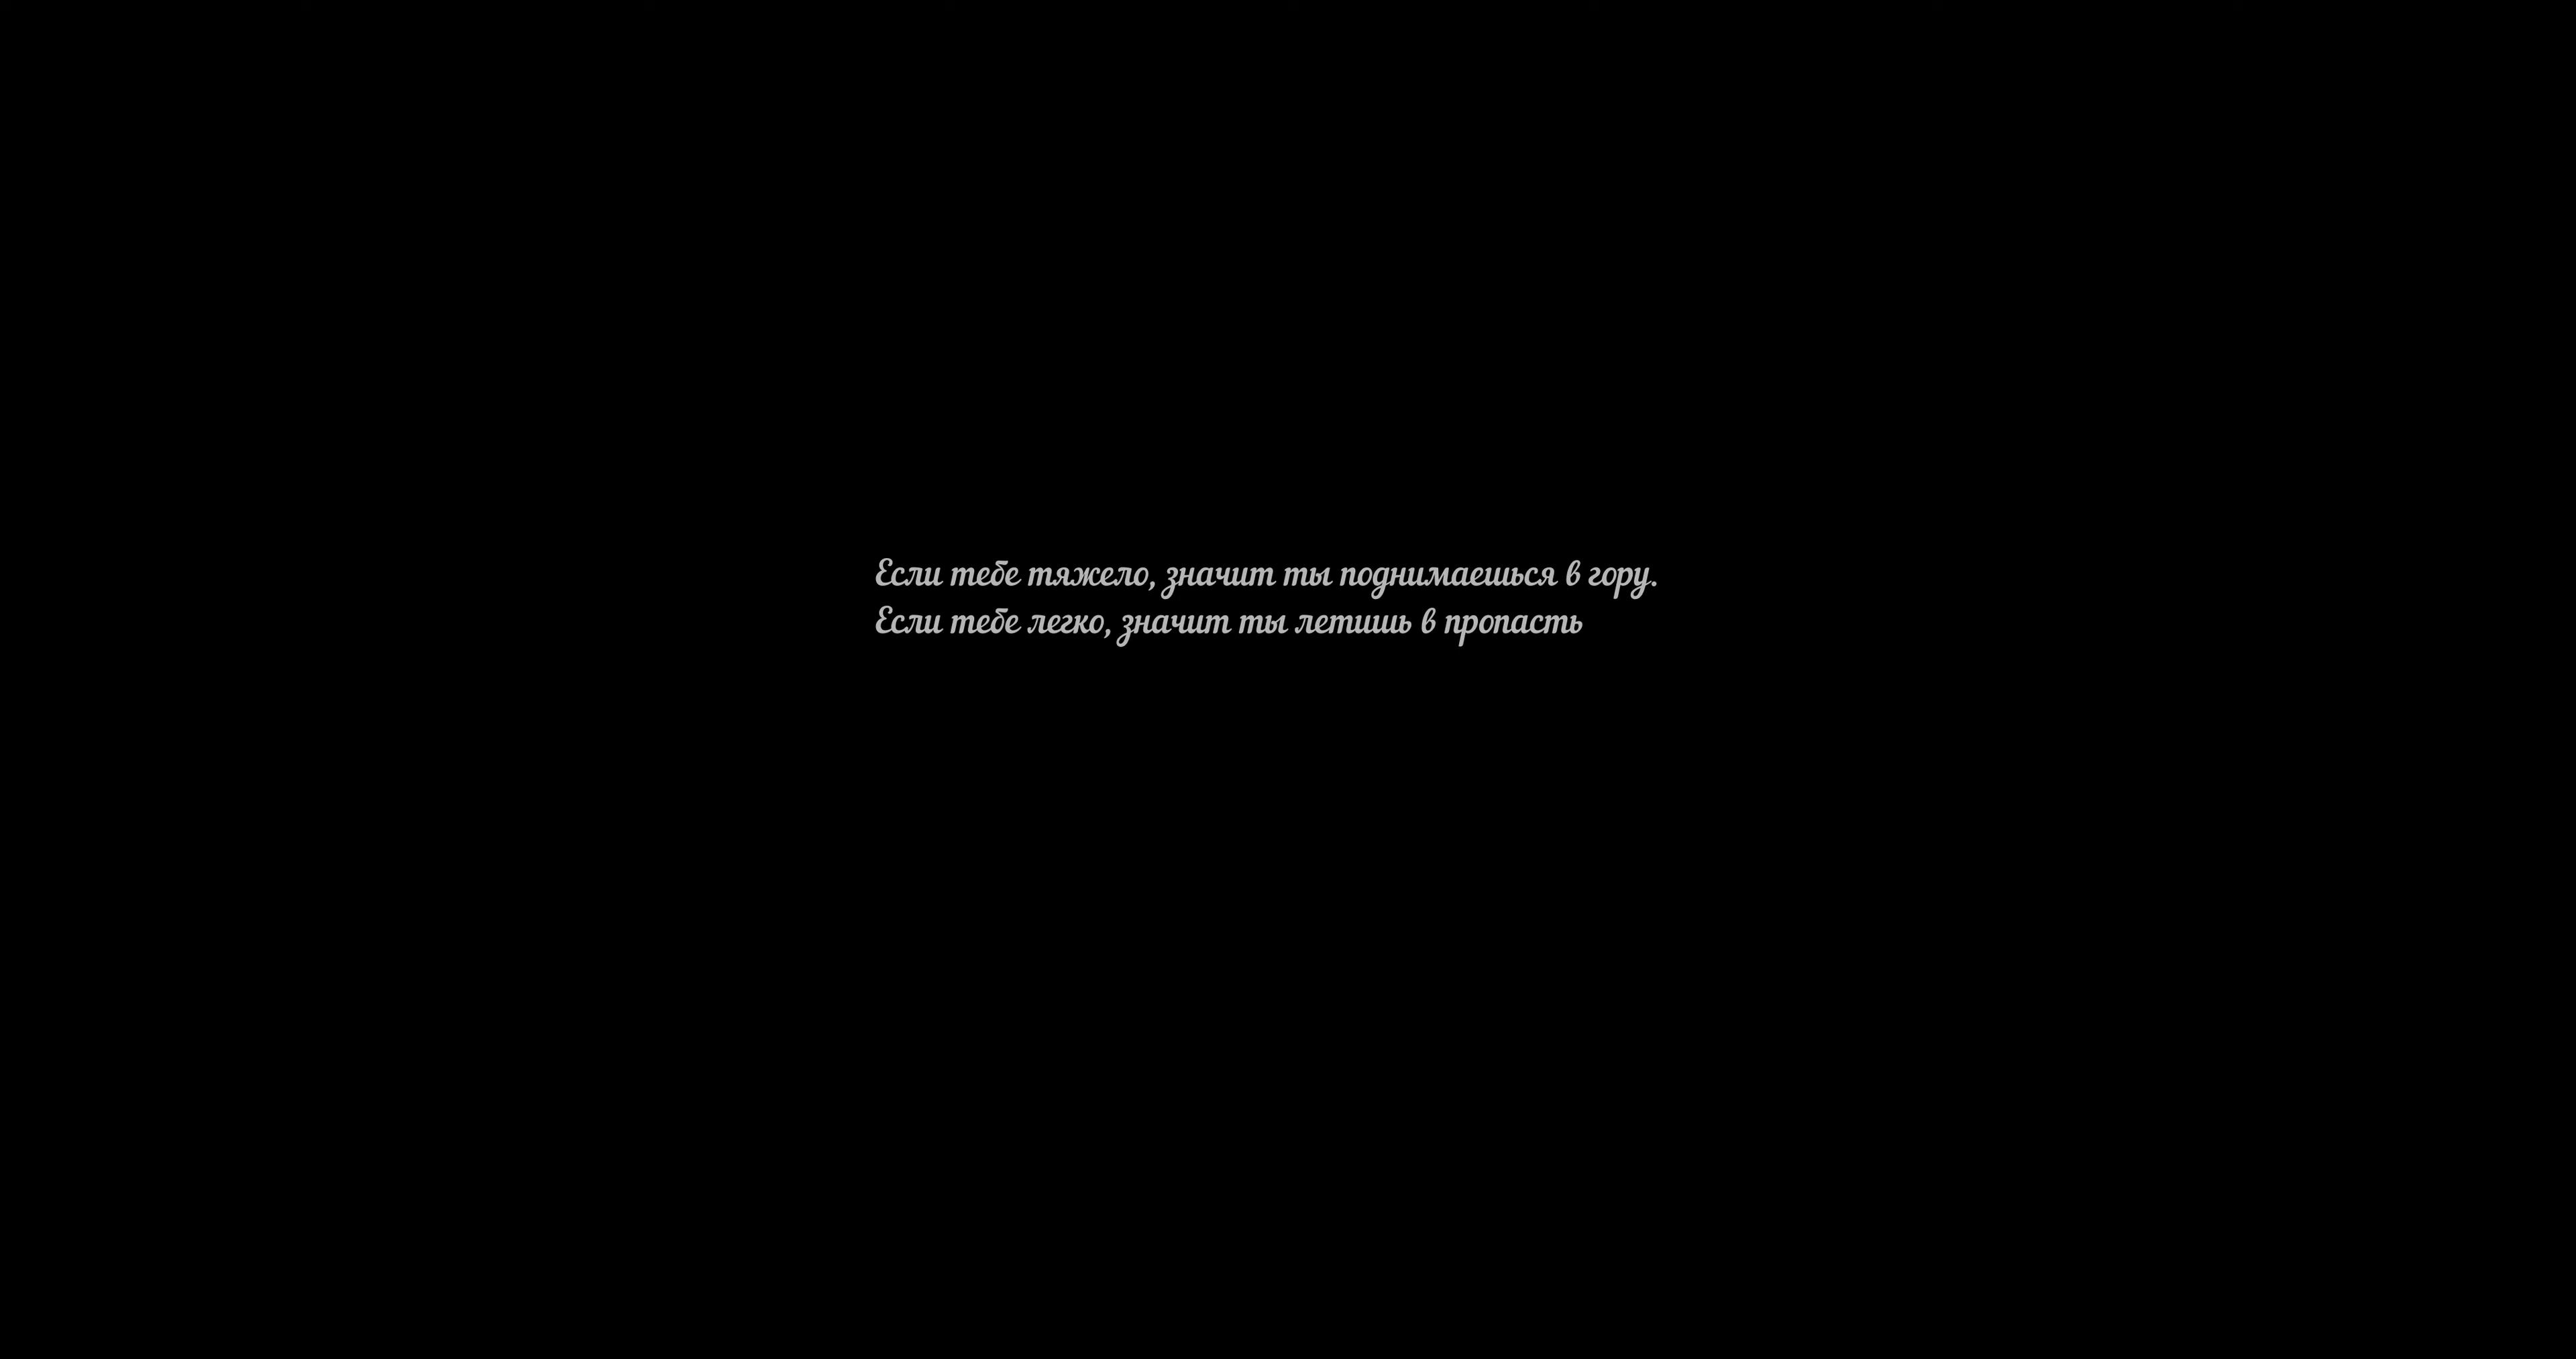 Если тебе тяжело, значит ты поднимаешься в гору.
Если тебе легко, значит ты летишь в пропасть